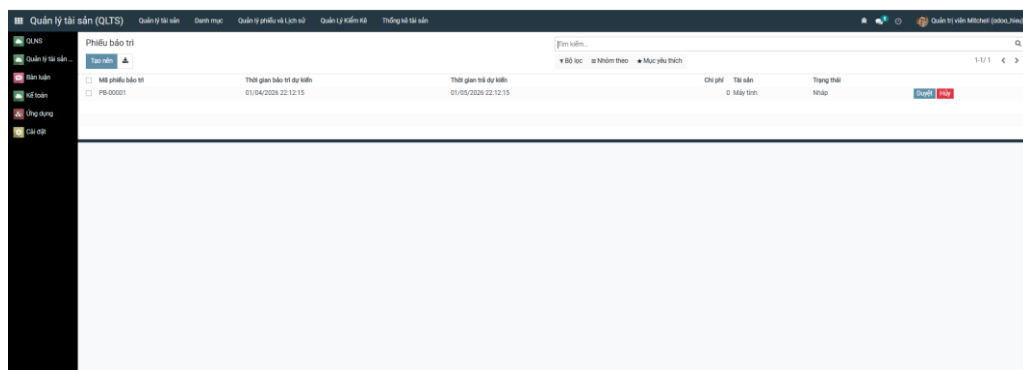 Quản lý tài sản (QLTS) Quản lý tài sản Danh mục Quản lý phiếu và Lịch sử Quản Lý Kiểm Kê Thống kê tài sản Quản trị viên Mitchell (odoo_hieu)
QLNS
Quản lý tài sản ...
Bàn luận
Kế toán
Ứng dụng
Cài đặt
Phiếu bảo trì
Tìm kiếm...
Tạo nên
Bộ lọc Nhóm theo Mục yêu thích 1-1 / 1
Mã phiếu bảo trì Thời gian bảo trì dự kiến Thời gian trả dự kiến Chi phí Tài sản Trạng thái
PB-00001 01/04/2026 22:12:15 01/05/2026 22:12:15 0 Máy tính Nháp Duyệt Hủy